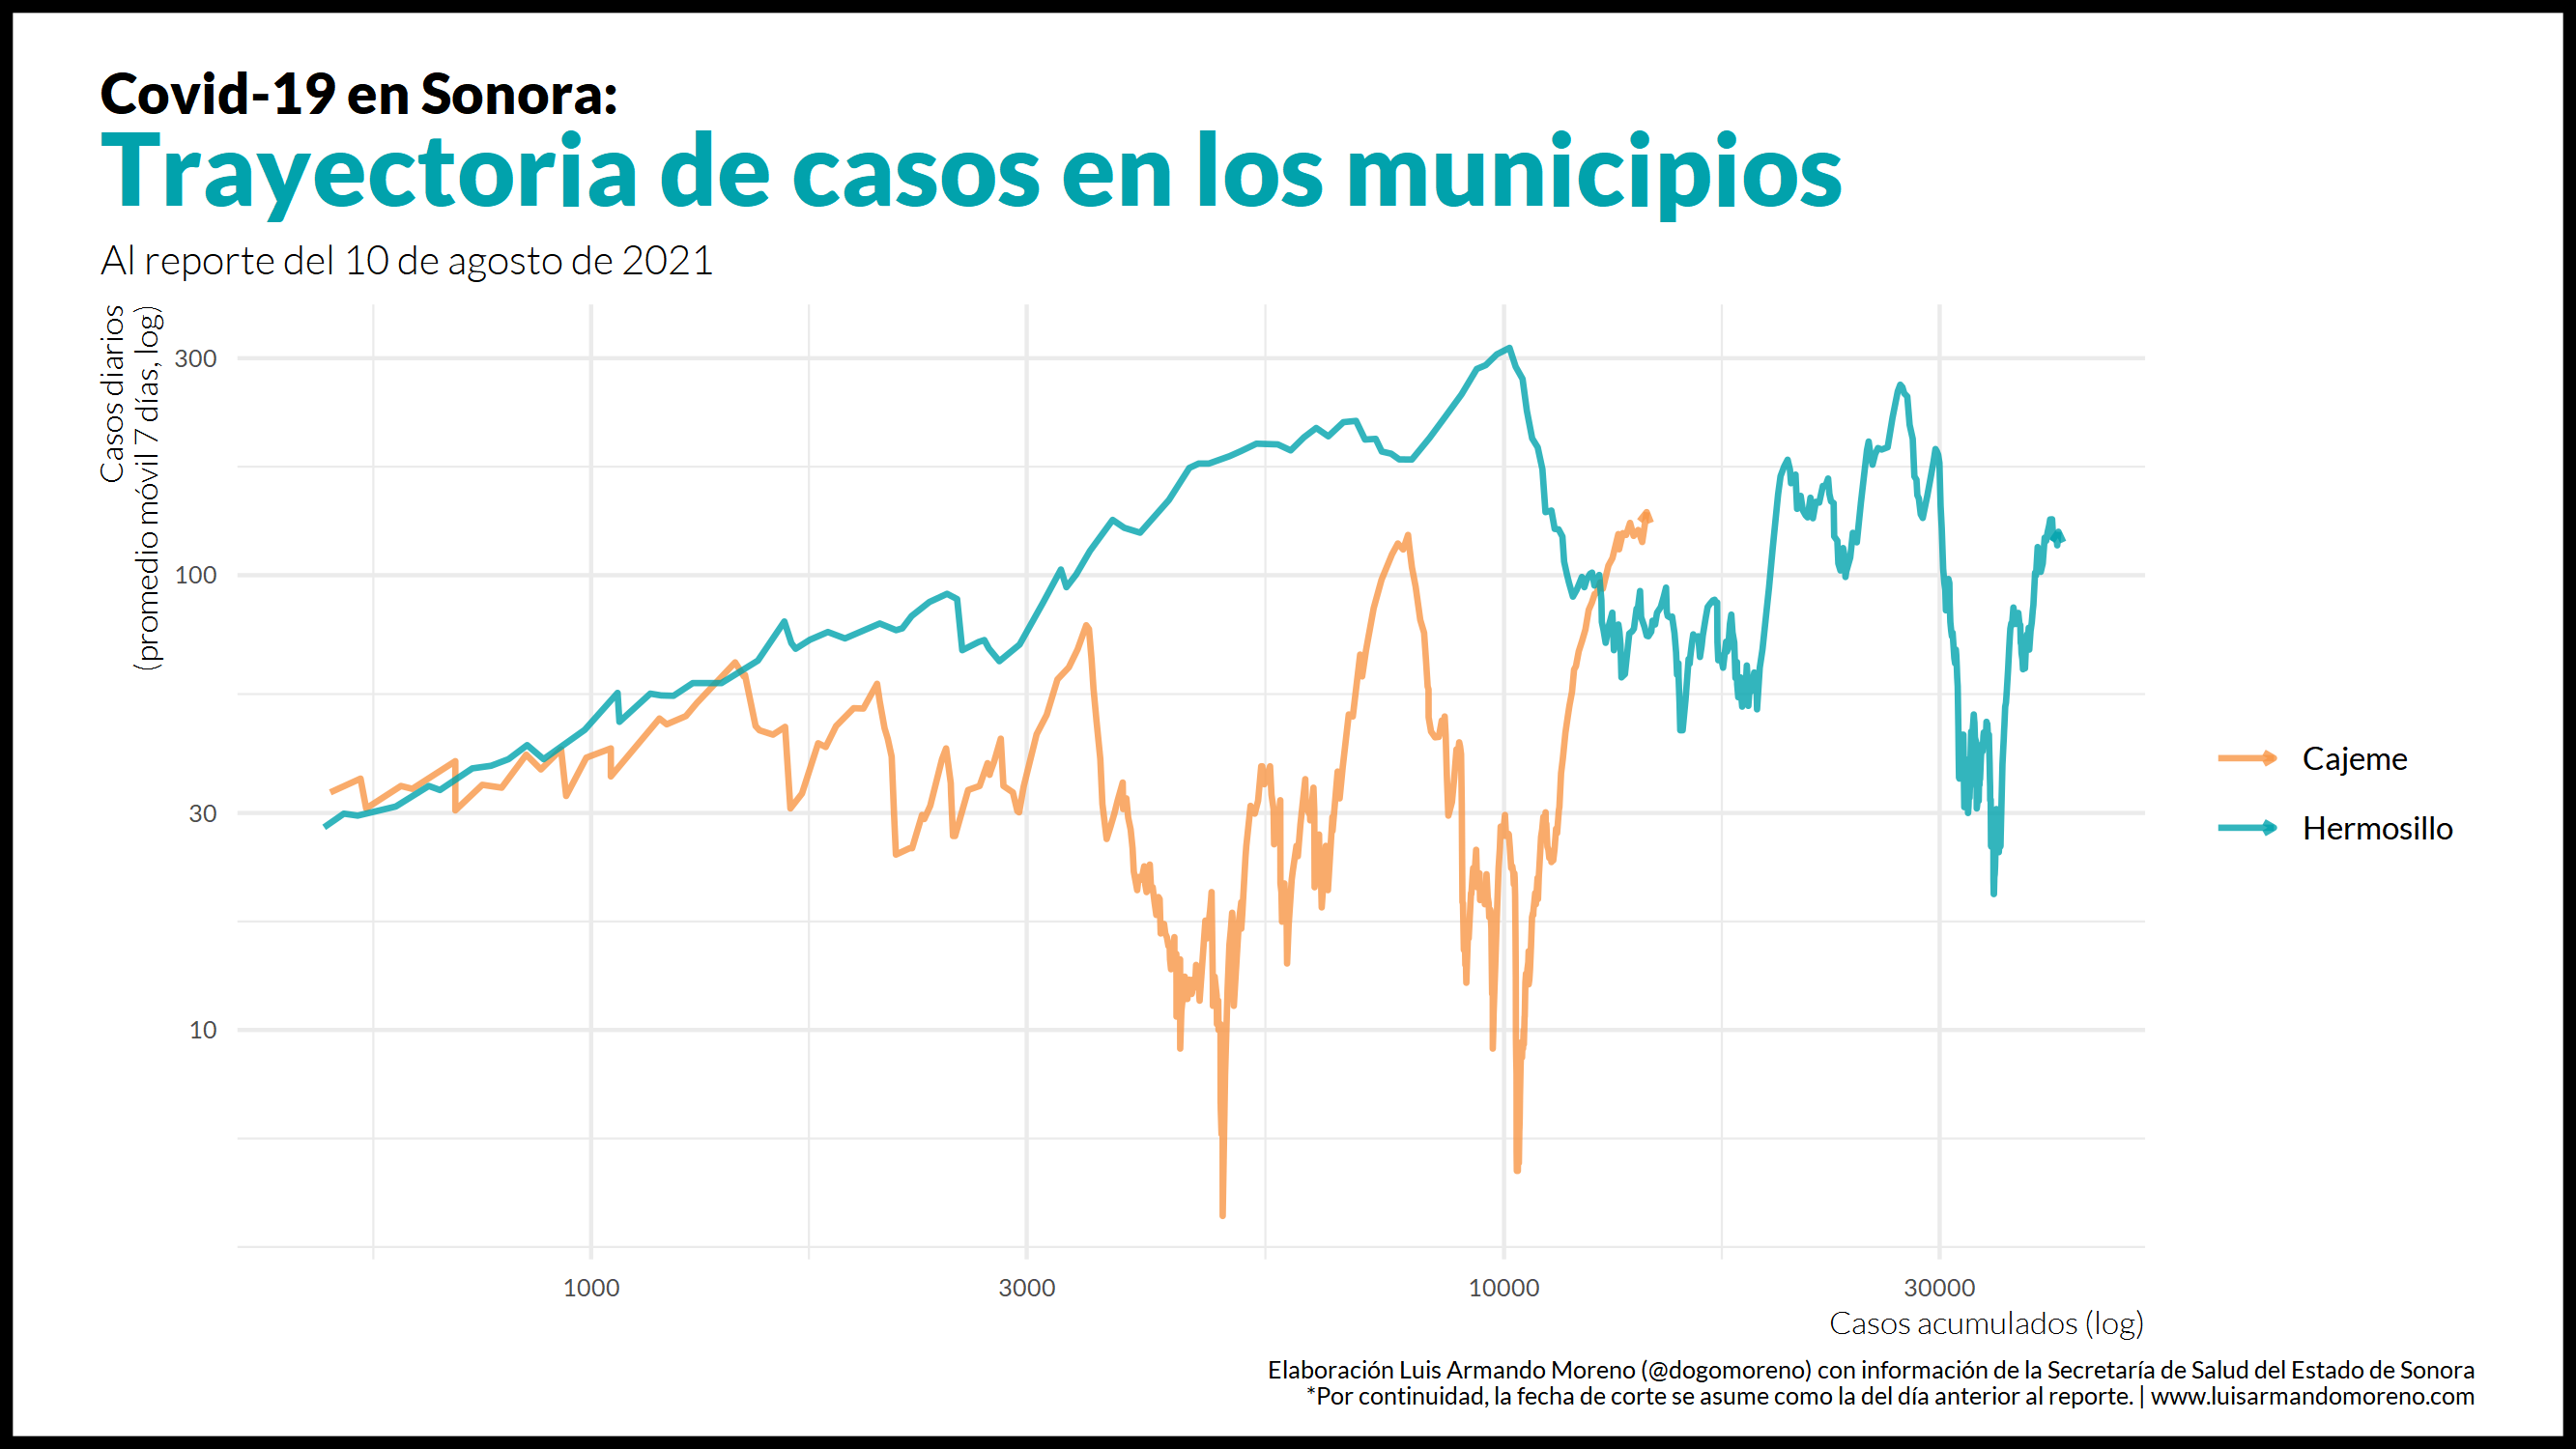 Covid-19 en Sonora:
Trayectoria de casos en los municipios
Al reporte del 10 de agosto de 2021
Casos diarios
(promedio móvil 7 días, log)
300
100
30
10
1000
3000
10000
30000
Casos acumulados (log)
Cajeme
Hermosillo
Elaboración Luis Armando Moreno (@dogomoreno) con información de la Secretaría de Salud del Estado de Sonora
*Por continuidad, la fecha de corte se asume como la del día anterior al reporte. | www.luisarmandomoreno.com